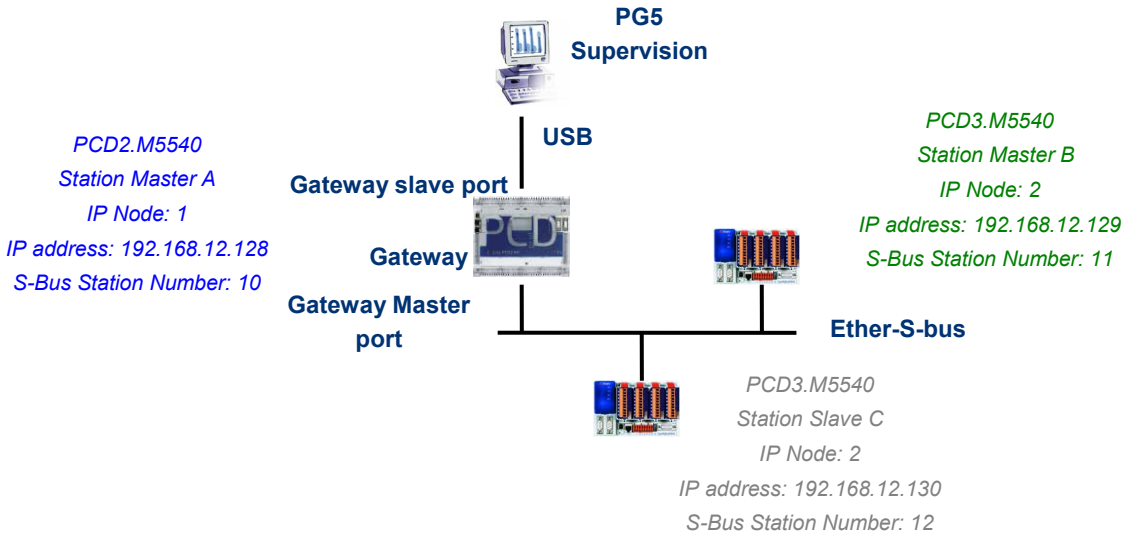 PG5
Supervision
USB
PCD2.M5540
Station Master A
IP Node: 1
IP address: 192.168.12.128
S-Bus Station Number: 10
Gateway slave port
Gateway
Gateway Master
port
PCD
PCD3.M5540
Station Master B
IP Node: 2
IP address: 192.168.12.129
S-Bus Station Number: 11
Ether-S-bus
PCD3.M5540
Station Slave C
IP Node: 2
IP address: 192.168.12.130
S-Bus Station Number: 12